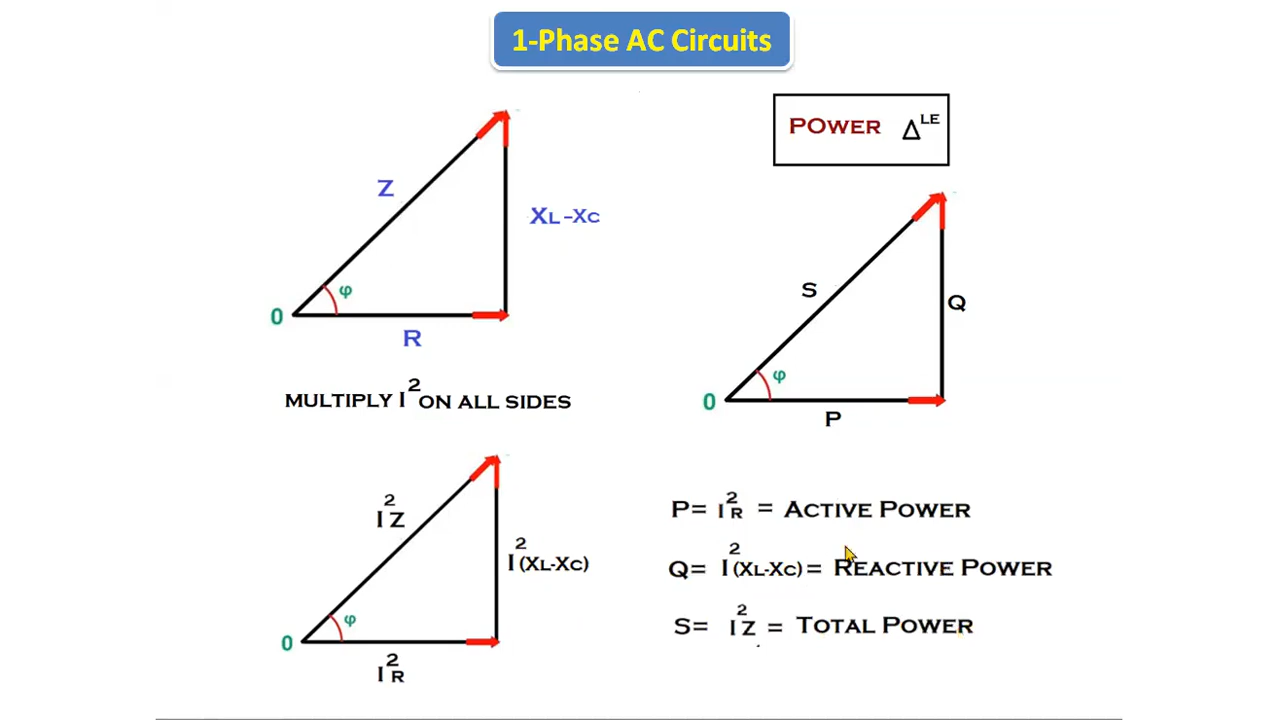 1-Phase AC Circuits
Z
XL-XC
φ
0
R
MULTIPLY I² ON ALL SIDES
I²Z
I²(XL-XC)
φ
0
I²R
POWER Δ^LE
S
Q
φ
0
P
P= I²R = ACTIVE POWER
Q= I²(XL-XC)= REACTIVE POWER
S= I²Z = TOTAL POWER